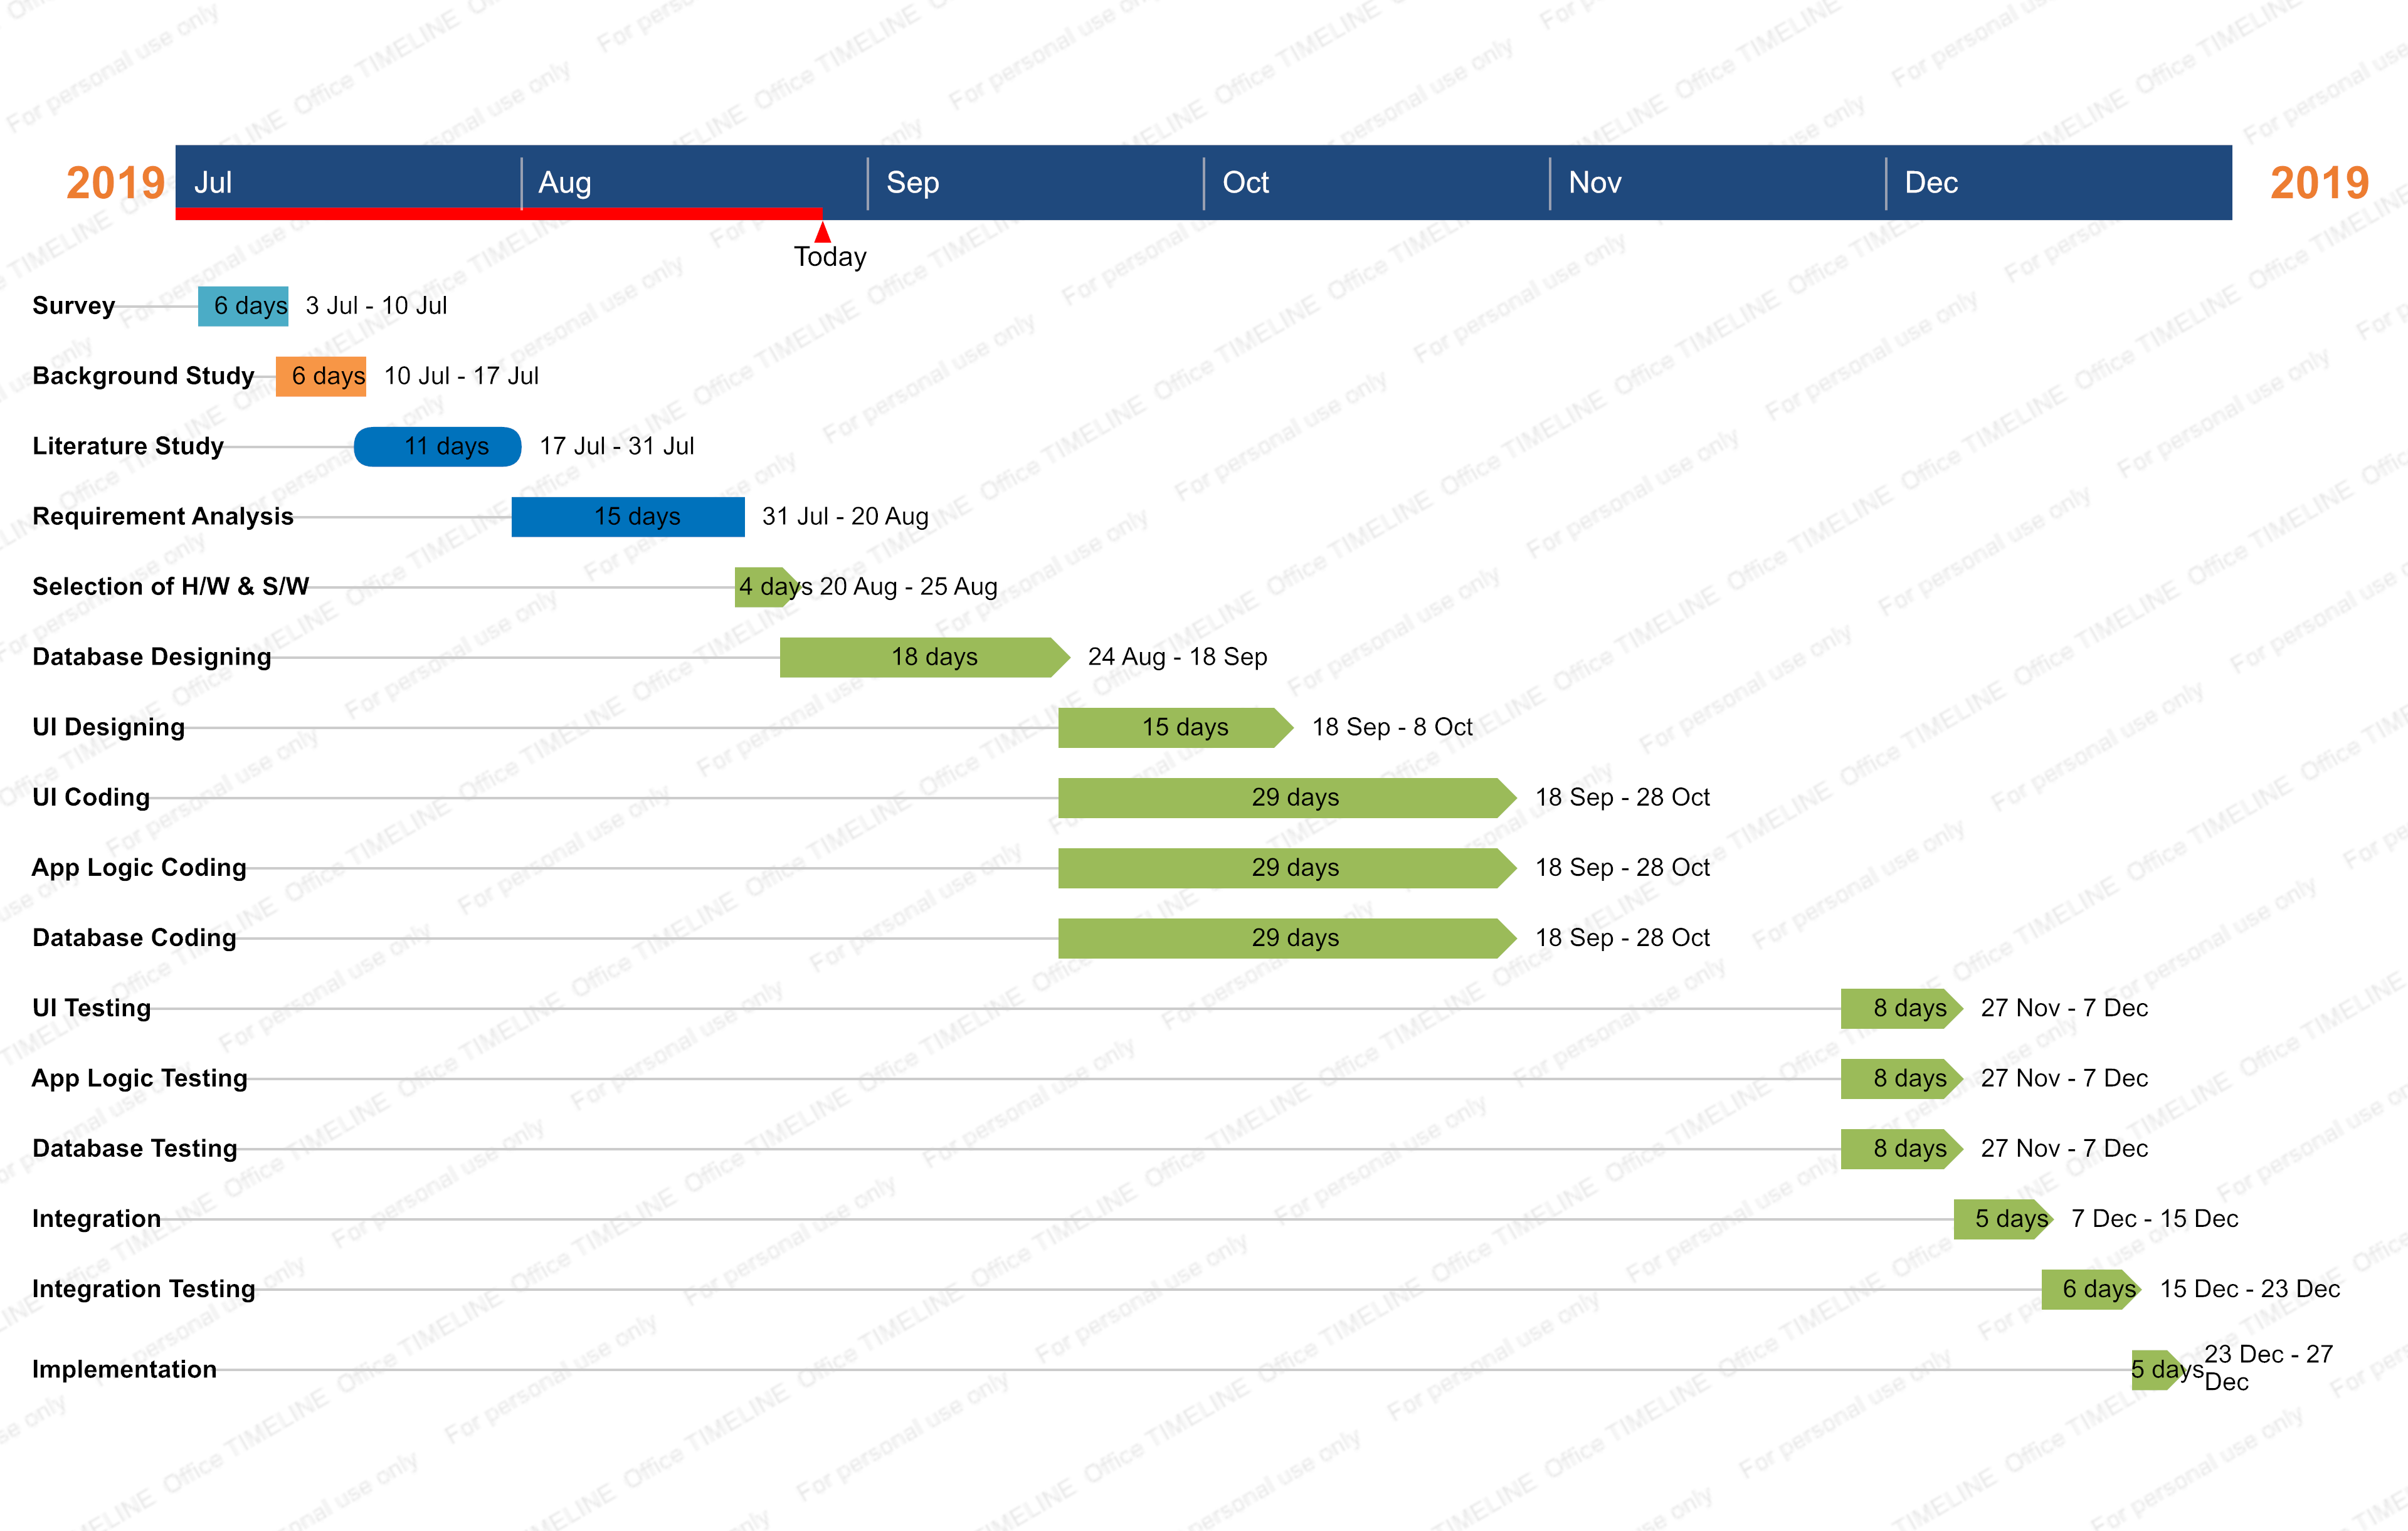 2019 Jul Aug Sep Oct Nov Dec 2019
Today
Survey 6 days 3 Jul - 10 Jul
Background Study 6 days 10 Jul - 17 Jul
Literature Study 11 days 17 Jul - 31 Jul
Requirement Analysis 15 days 31 Jul - 20 Aug
Selection of H/W & S/W 4 days 20 Aug - 25 Aug
Database Designing 18 days 24 Aug - 18 Sep
UI Designing 15 days 18 Sep - 8 Oct
UI Coding 29 days 18 Sep - 28 Oct
App Logic Coding 29 days 18 Sep - 28 Oct
Database Coding 29 days 18 Sep - 28 Oct
UI Testing 8 days 27 Nov - 7 Dec
App Logic Testing 8 days 27 Nov - 7 Dec
Database Testing 8 days 27 Nov - 7 Dec
Integration 5 days 7 Dec - 15 Dec
Integration Testing 6 days 15 Dec - 23 Dec
Implementation 5 days 23 Dec - 27
Dec
Office TIMELINE For personal use only